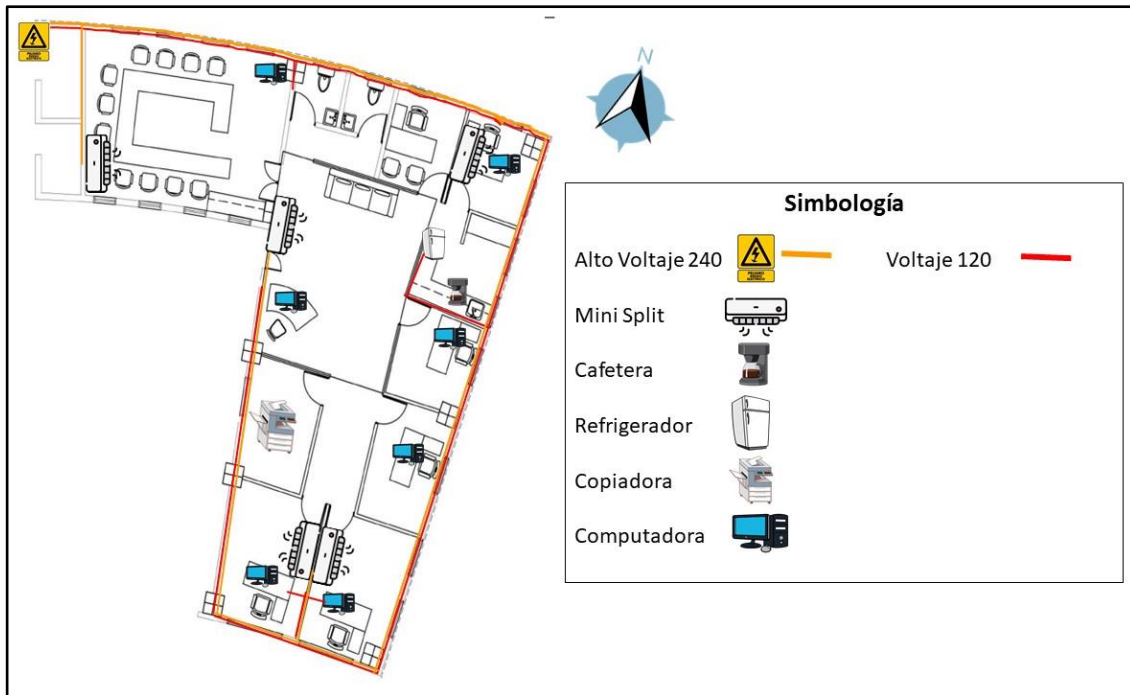 N
Simbología
Alto Voltaje 240
Voltaje 120
Mini Split
Cafetera
Refrigerador
Copiadora
Computadora